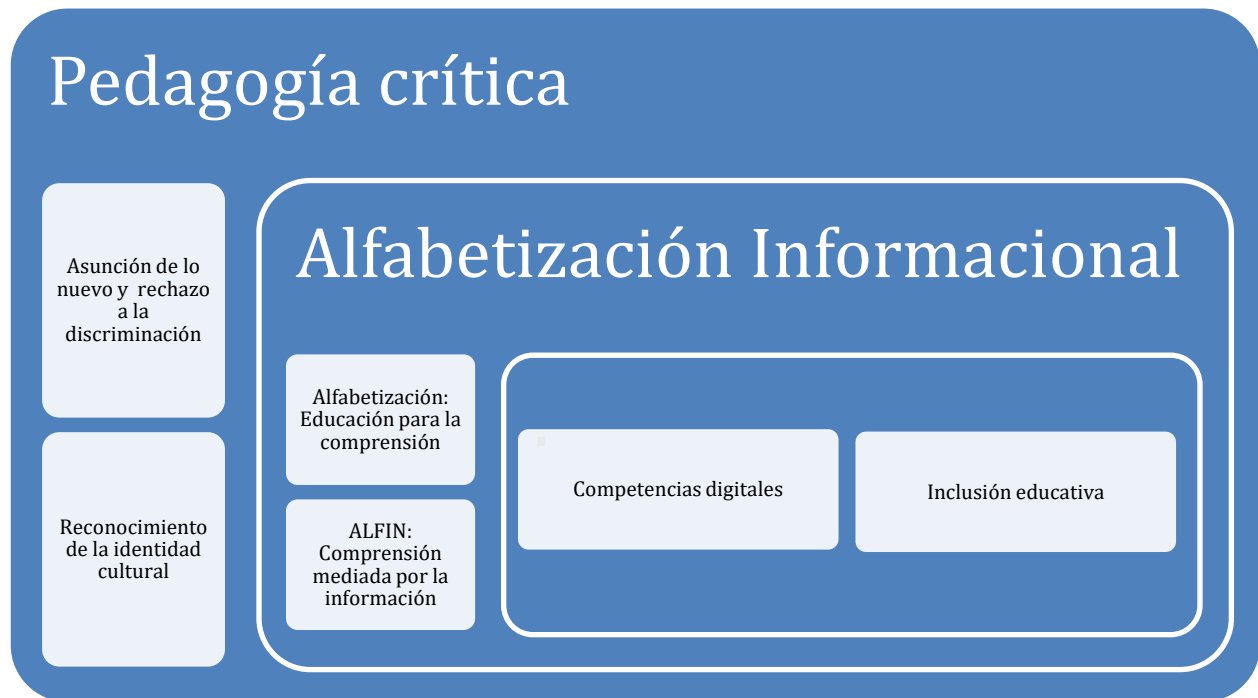 Pedagogía crítica
Asunción de lo
nuevo y rechazo
a la
discriminación
Reconocimiento
de la identidad
cultural
Alfabetización Informacional
Alfabetización:
Educación para la
comprensión
ALFIN:
Comprensión
mediada por la
información
Competencias digitales
Inclusión educativa